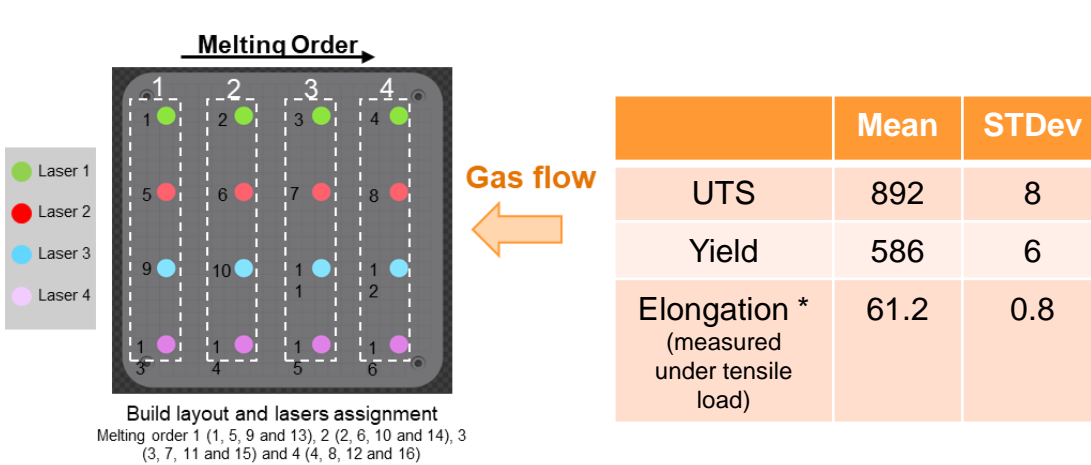 Melting Order
1 2 3 4
1 2 3 4
Laser 1
5 6 7 8
Laser 2
Laser 3
9 10 1 1
1 2
Laser 4
1 1 1 1
3 4 5 6
Build layout and lasers assignment
Melting order 1 (1, 5, 9 and 13), 2 (2, 6, 10 and 14), 3
(3, 7, 11 and 15) and 4 (4, 8, 12 and 16)
Gas flow
Mean STDev
UTS 892 8
Yield 586 6
Elongation * 61.2 0.8
(measured
under tensile
load)